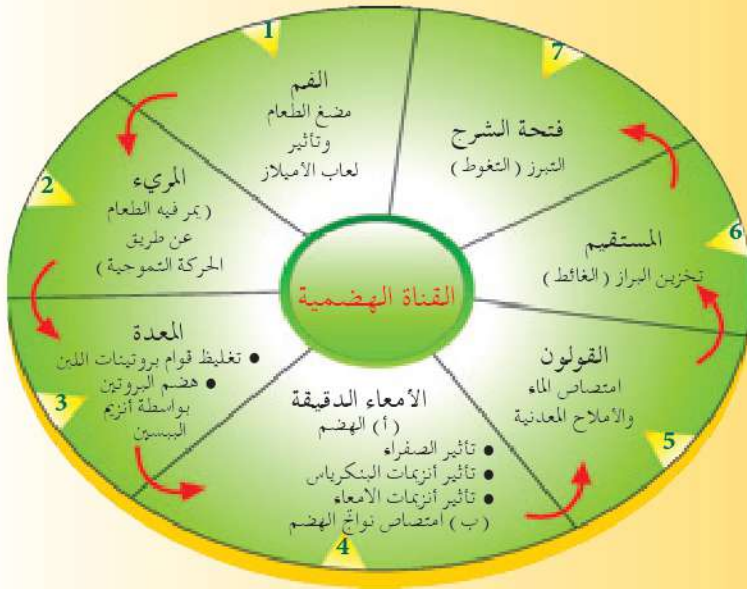 القناة الهضمية
1
الفم
مضغ الطعام
وتأثير
لعاب الأميلاز
2
المريء
( يمر فيه الطعام
عن طريق
الحركة التموجية )
3
المعدة
• تغليظ قوام بروتينات اللبن
• هضم البروتين
بواسطة أنزيم
الببسين
4
الأمعاء الدقيقة
( أ ) الهضم
• تأثير الصفراء
• تأثير أنزيمات البنكرياس
• تأثير أنزيمات الامعاء
( ب ) امتصاص نواتج الهضم
5
القولون
امتصاص الماء
والأملاح المعدنية
6
المستقيم
تخزين البراز ( الغائط )
7
فتحة الشرج
التبرز ( التغوط )